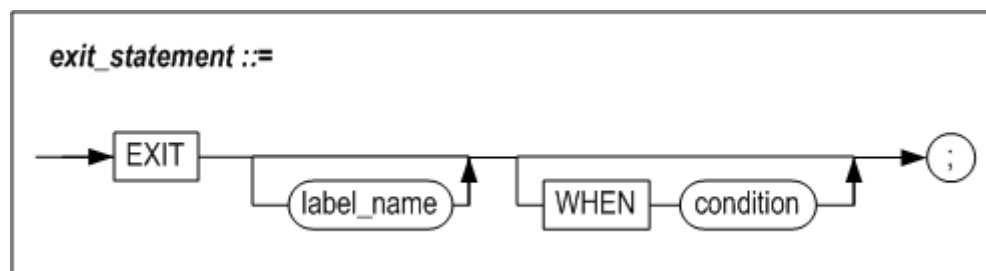 exit_statement ::=
EXIT ;
label_name WHEN condition